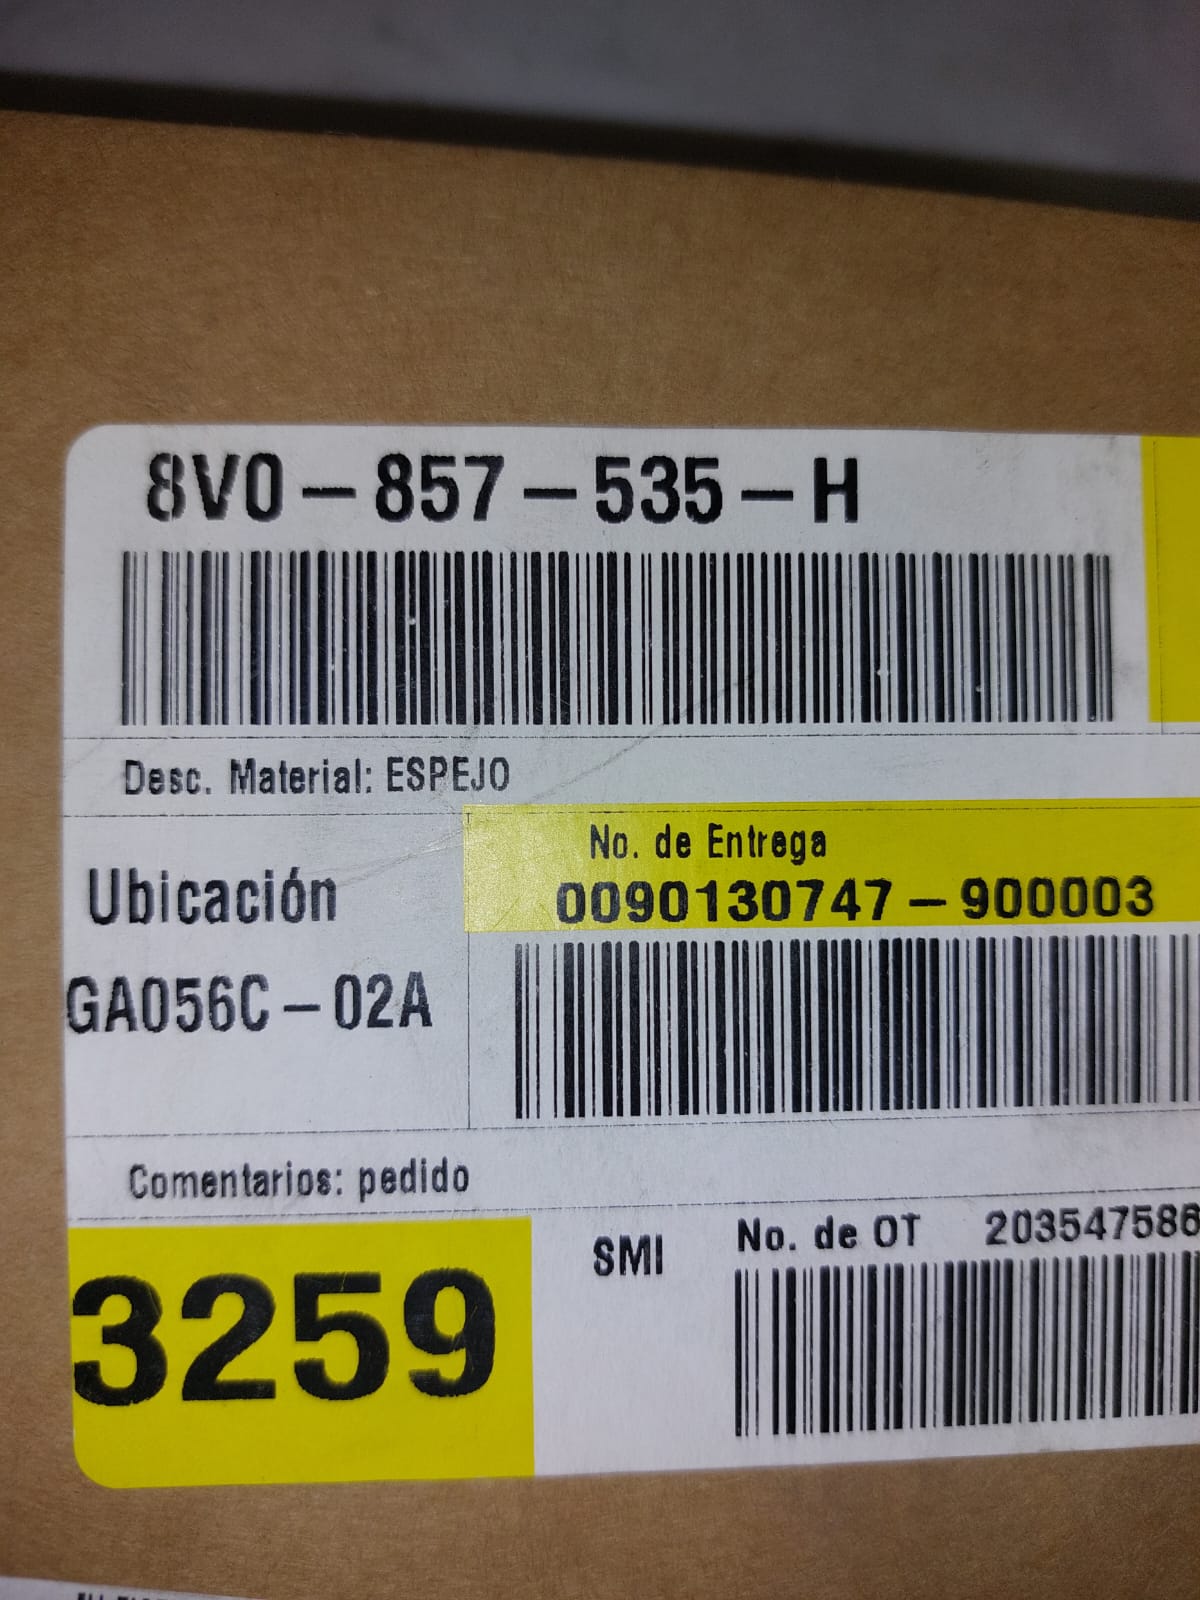 8V0-857-535-H
Desc. Material: ESPEJO
No. de Entrega
0090130747-900003
Ubicación
GA056C-02A
Comentarios: pedido
SMI No. de OT 203547586
3259